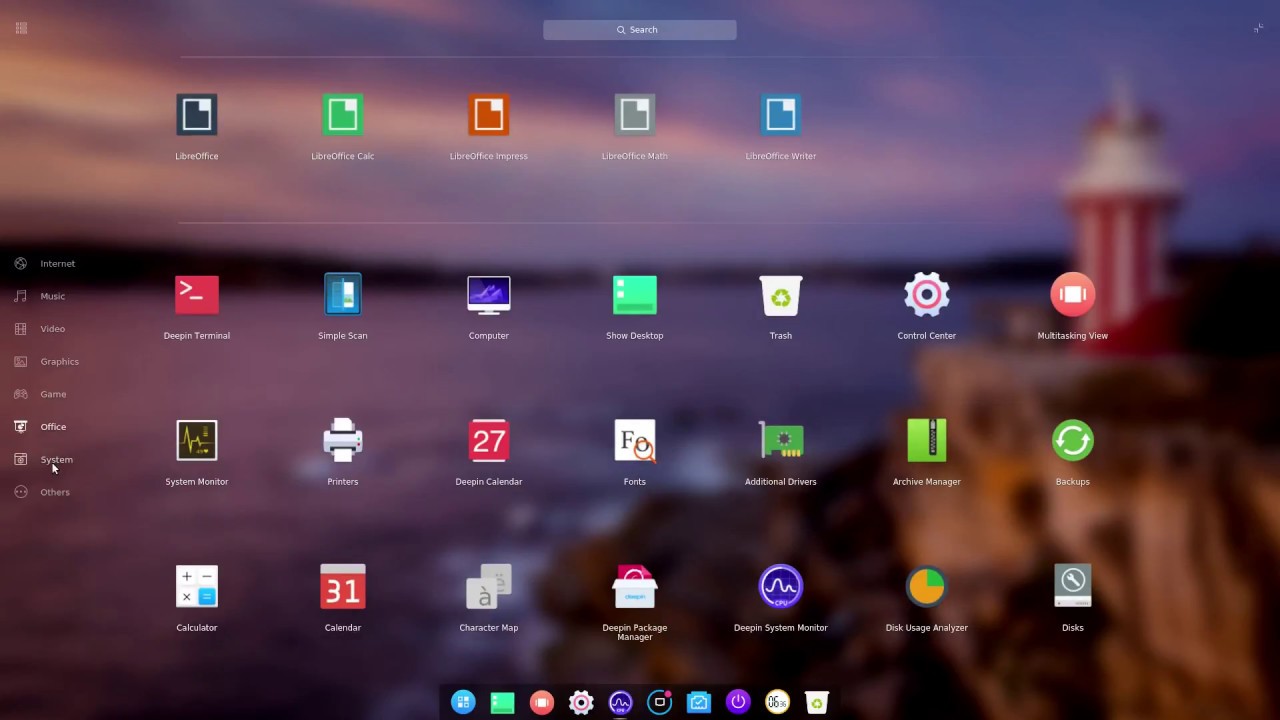 Search
LibreOffice
LibreOffice Calc
LibreOffice Impress
LibreOffice Math
LibreOffice Writer
Internet
Music
Video
Graphics
Game
Office
System
Others
Deepin Terminal
Simple Scan
Computer
Show Desktop
Trash
Control Center
Multitasking View
27
Fo
System Monitor
Printers
Deepin Calendar
Fonts
Additional Drivers
Archive Manager
Backups
31
ë
à
deepin
CPU
Calculator
Calendar
Character Map
Deepin Package
Manager
Deepin System Monitor
Disk Usage Analyzer
Disks